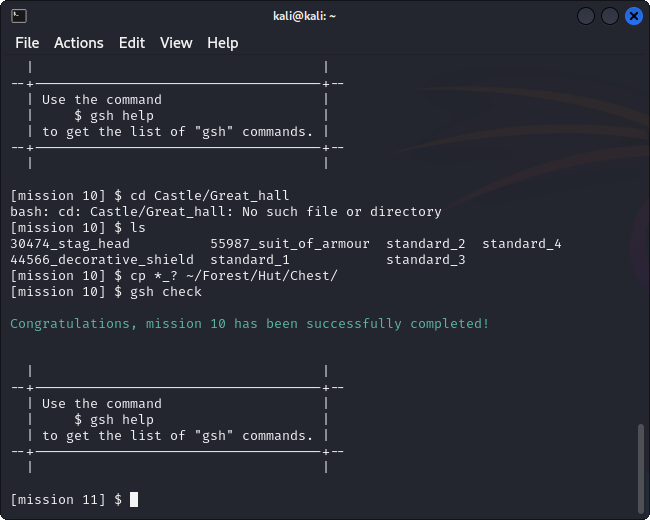 kali@kali: ~
File Actions Edit View Help
| |
--+------------------------------------+--
| Use the command |
| $ gsh help |
| to get the list of "gsh" commands. |
--+------------------------------------+--
| |
[mission 10] $ cd Castle/Great_hall
bash: cd: Castle/Great_hall: No such file or directory
[mission 10] $ ls
30474_stag_head 55987_suit_of_armour standard_2 standard_4
44566_decorative_shield standard_1 standard_3
[mission 10] $ cp *_? ~/Forest/Hut/Chest/
[mission 10] $ gsh check
Congratulations, mission 10 has been successfully completed!
| |
--+------------------------------------+--
| Use the command |
| $ gsh help |
| to get the list of "gsh" commands. |
--+------------------------------------+--
| |
[mission 11] $